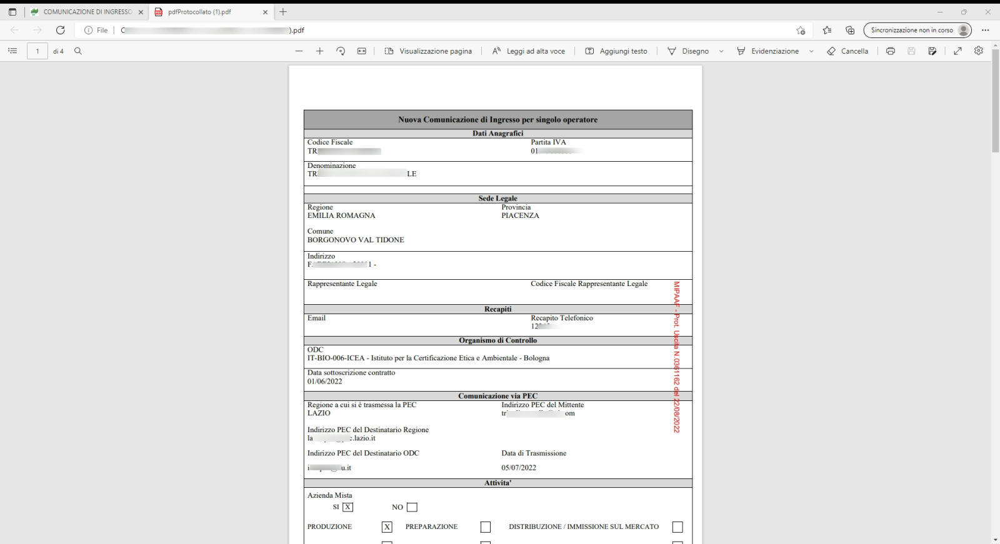 COMUNICAZIONE DI INGRESSO
pdfProtocollato (1).pdf
File
).pdf
Sincronizzazione non in corso
1
di 4
Visualizzazione pagina
Leggi ad alta voce
Aggiungi testo
Disegno
Evidenziazione
Cancella
Nuova Comunicazione di Ingresso per singolo operatore
Dati Anagrafici
Codice Fiscale Partita IVA
TR 01
Denominazione
TR LE
Sede Legale
Regione Provincia
EMILIA ROMAGNA PIACENZA
Comune
BORGONOVO VAL TIDONE
Indirizzo
F. 1 -
Rappresentante Legale Codice Fiscale Rappresentante Legale
Recapiti
Email Recapito Telefonico
12
Organismo di Controllo
ODC
IT-BIO-006-ICEA - Istituto per la Certificazione Etica e Ambientale - Bologna
Data sottoscrizione contratto
01/06/2022
Comunicazione via PEC
Regione a cui si è trasmessa la PEC Indirizzo PEC del Mittente
LAZIO tr om
Indirizzo PEC del Destinatario Regione
la .lazio.it
Indirizzo PEC del Destinatario ODC Data di Trasmissione
i u.it 05/07/2022
Attivita'
Azienda Mista
SI X NO
PRODUZIONE X PREPARAZIONE DISTRIBUZIONE / IMMISSIONE SUL MERCATO
MIPAAF - Prot. Uscita N.0361162 del 22/08/2022